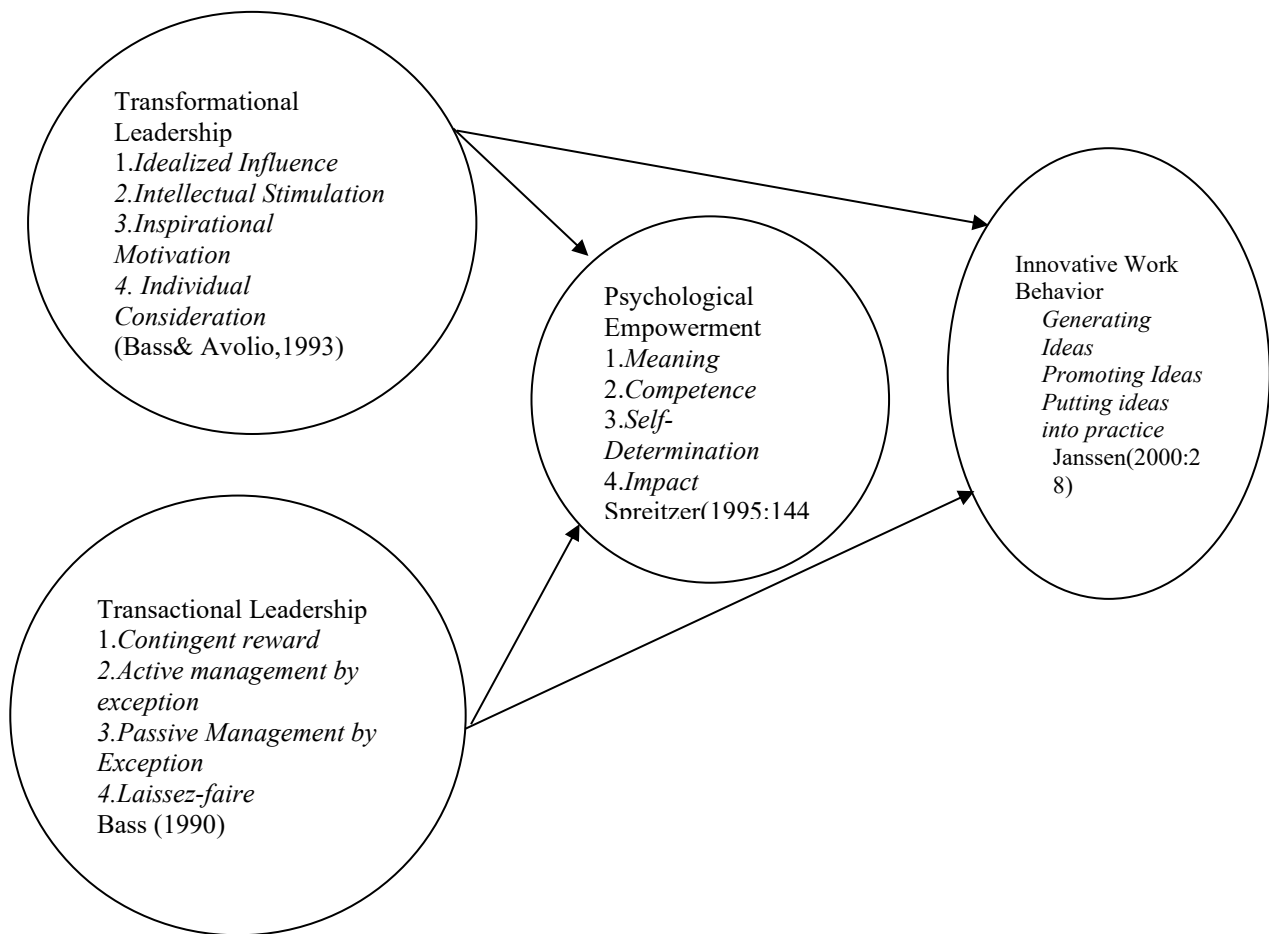 Transformational
Leadership
1.Idealized Influence
2.Intellectual Stimulation
3.Inspirational
Motivation
4. Individual
Consideration
(Bass& Avolio,1993)
Psychological
Empowerment
1.Meaning
2.Competence
3.Self-
Determination
4.Impact
Spreitzer(1995:144
Innovative Work
Behavior
Generating
Ideas
Promoting Ideas
Putting ideas
into practice
Janssen(2000:2
8)
Transactional Leadership
1.Contingent reward
2.Active management by
exception
3.Passive Management by
Exception
4.Laissez-faire
Bass (1990)